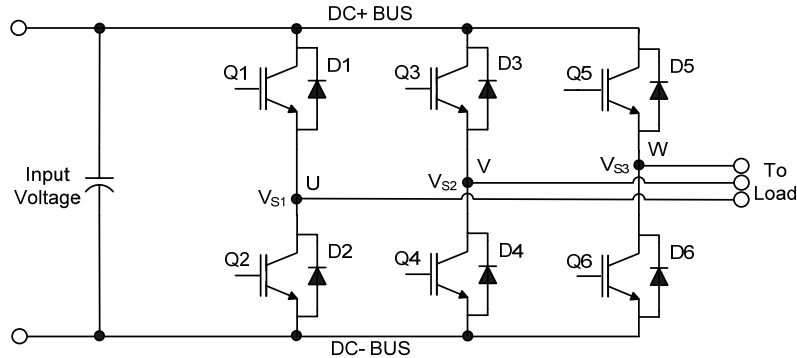 DC+ BUS
Q1
D1
Q3
D3
Q5
D5
Input
Voltage
U
V
W
VS1
VS2
VS3
To
Load
Q2
D2
Q4
D4
Q6
D6
DC- BUS